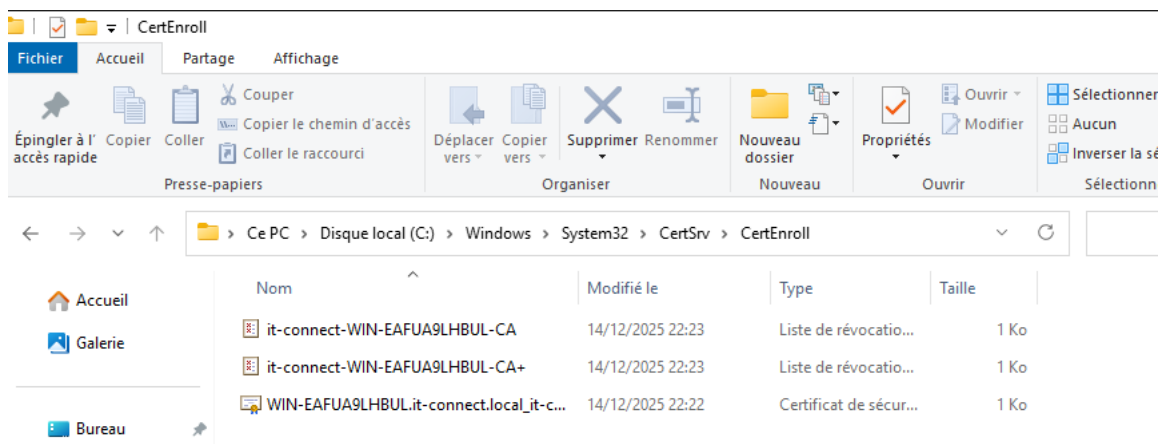 CertEnroll
Fichier Accueil Partage Affichage
Épingler à l' accès rapide
Copier
Coller
Couper
Copier le chemin d'accès
Coller le raccourci
Presse-papiers
Déplacer vers
Copier vers
Supprimer
Renommer
Organiser
Nouveau dossier
Nouveau
Propriétés
Ouvrir
Modifier
Ouvrir
Sélectionner
Aucun
Inverser la sé
Sélectionn
Ce PC > Disque local (C:) > Windows > System32 > CertSrv > CertEnroll
Accueil
Galerie
Bureau
Nom Modifié le Type Taille
it-connect-WIN-EAFUA9LHBUL-CA 14/12/2025 22:23 Liste de révocatio... 1 Ko
it-connect-WIN-EAFUA9LHBUL-CA+ 14/12/2025 22:23 Liste de révocatio... 1 Ko
WIN-EAFUA9LHBUL.it-connect.local_it-c... 14/12/2025 22:22 Certificat de sécur... 1 Ko